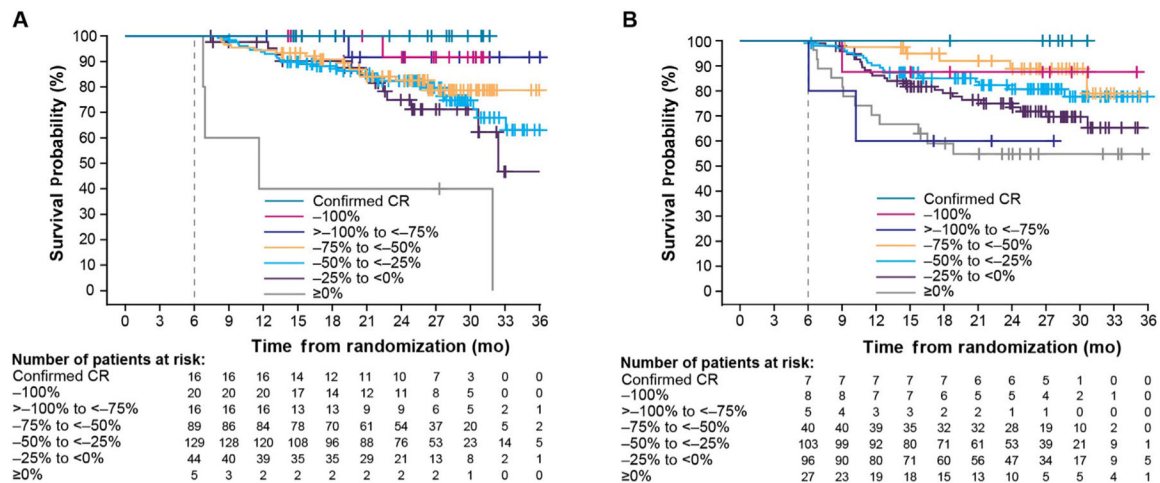 A
Survival probability (%)
100
90
80
70
60
50
40
30
20
10
0
Confirmed CR
–100%
>–100% to <–75%
–75% to <–50%
–50% to <–25%
–25% to <0%
≥0%
0 3 6 9 12 15 18 21 24 27 30 33 36
Time from randomization (mo)
Number of patients at risk:
Confirmed CR 16 16 16 14 12 11 10 7 3 0 0
–100% 20 20 20 17 14 12 11 8 5 0 0
>–100% to <–75% 16 16 16 13 13 9 9 6 5 2 1
–75% to <–50% 89 86 84 78 70 61 54 37 20 5 2
–50% to <–25% 129 128 120 108 96 88 76 53 23 14 5
–25% to <0% 44 40 39 35 35 29 21 13 8 2 1
≥0% 5 3 2 2 2 2 2 2 1 0 0
B
Survival probability (%)
100
90
80
70
60
50
40
30
20
10
0
Confirmed CR
–100%
>–100% to <–75%
–75% to <–50%
–50% to <–25%
–25% to <0%
≥0%
0 3 6 9 12 15 18 21 24 27 30 33 36
Time from randomization (mo)
Number of patients at risk:
Confirmed CR 7 7 7 7 7 6 6 5 1 0 0
–100% 8 8 7 7 6 5 5 4 2 1 0
>–100% to <–75% 5 4 3 3 2 2 1 1 0 0 0
–75% to <–50% 40 40 39 35 32 32 28 19 10 2 0
–50% to <–25% 103 99 92 80 71 61 53 39 21 9 1
–25% to <0% 96 90 80 71 60 56 47 34 17 9 5
≥0% 27 23 19 18 15 13 10 5 5 4 1